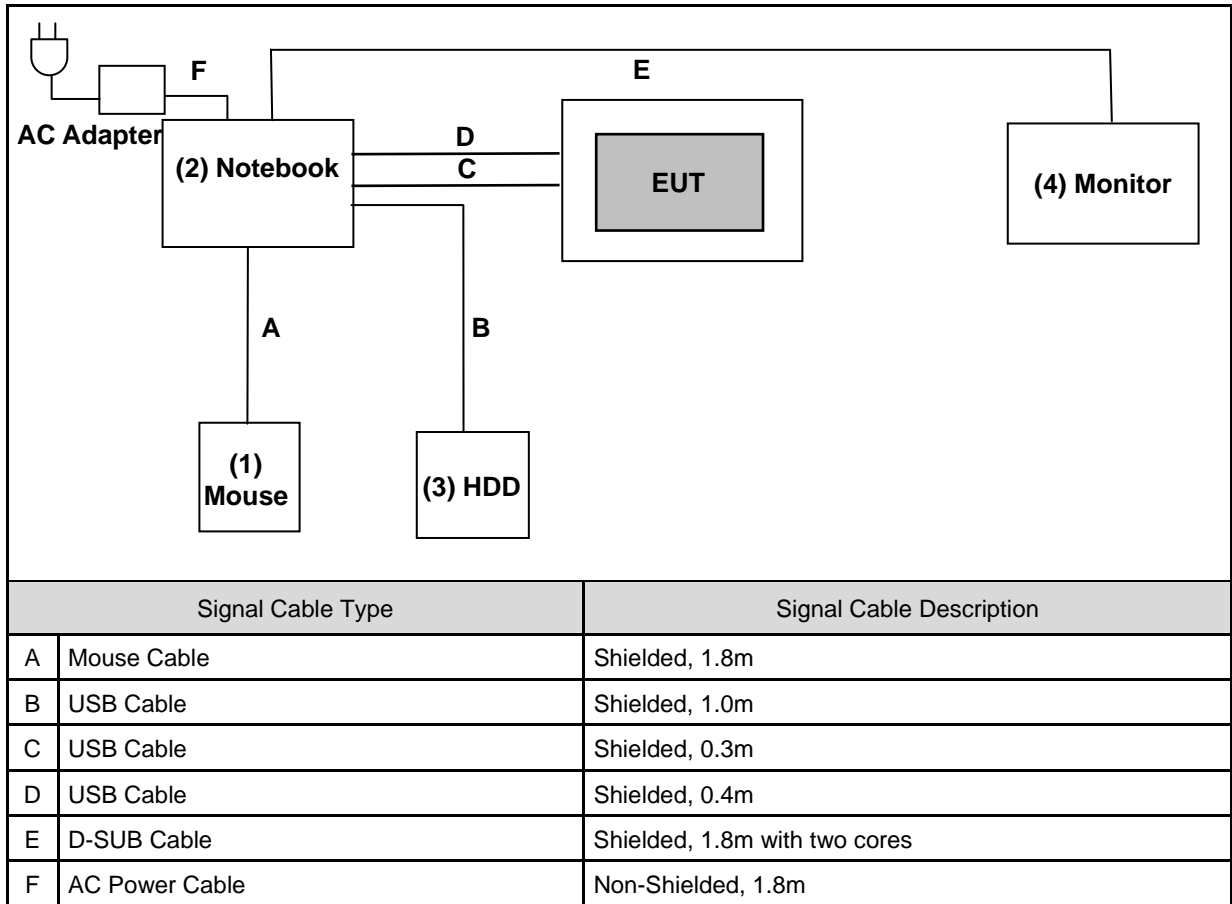 F
E
AC Adapter
D
(2) Notebook
C
EUT
(4) Monitor
A
B
(1)
Mouse
(3) HDD
Signal Cable Type Signal Cable Description
A Mouse Cable Shielded, 1.8m
B USB Cable Shielded, 1.0m
C USB Cable Shielded, 0.3m
D USB Cable Shielded, 0.4m
E D-SUB Cable Shielded, 1.8m with two cores
F AC Power Cable Non-Shielded, 1.8m